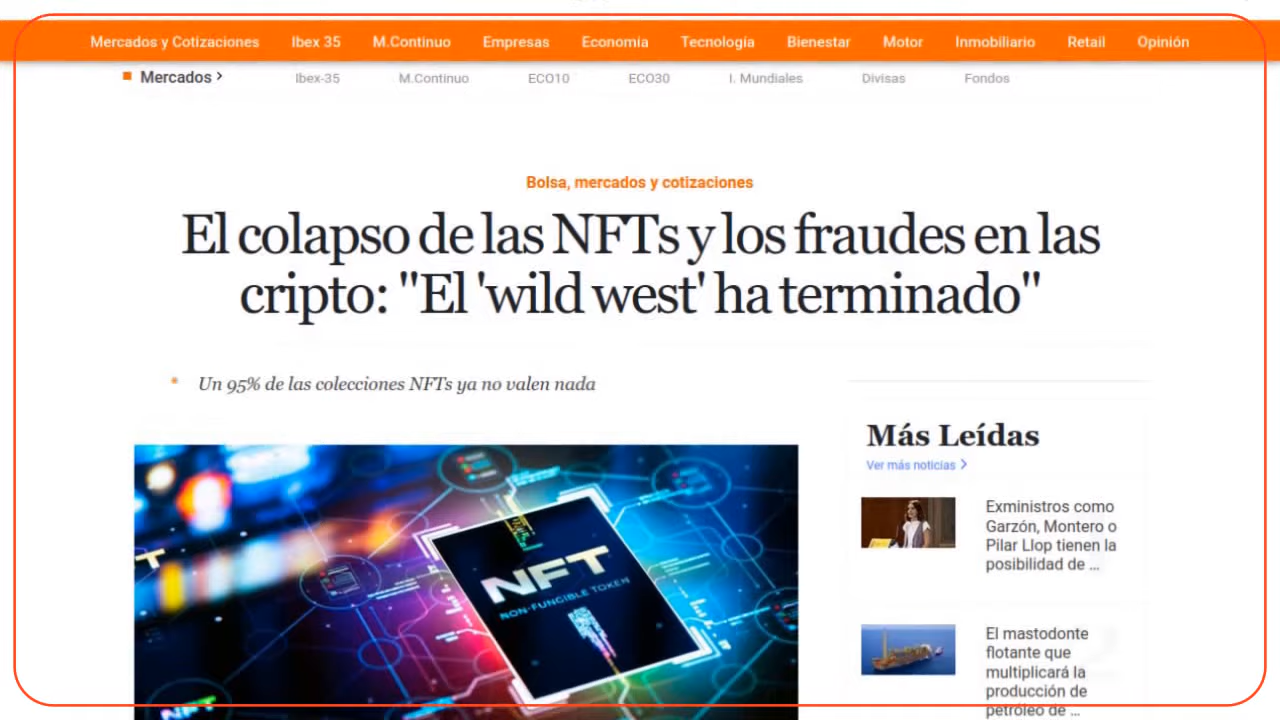 Mercados y Cotizaciones Ibex 35 M.Continuo Empresas Economía Tecnología Bienestar Motor Inmobiliario Retail Opinión
Mercados > Ibex-35 M.Continuo ECO10 ECO30 I. Mundiales Divisas Fondos
Bolsa, mercados y cotizaciones
El colapso de las NFTs y los fraudes en las
cripto: "El 'wild west' ha terminado"
Un 95% de las colecciones NFTs ya no valen nada
Más Leídas
Ver más noticias >
Exministros como
Garzón, Montero o
Pilar Llop tienen la
posibilidad de ...
El mastodonte
flotante que
multiplicará la
producción de
petróleo de ...
NFT
NON-FUNGIBLE TOKEN
NFT